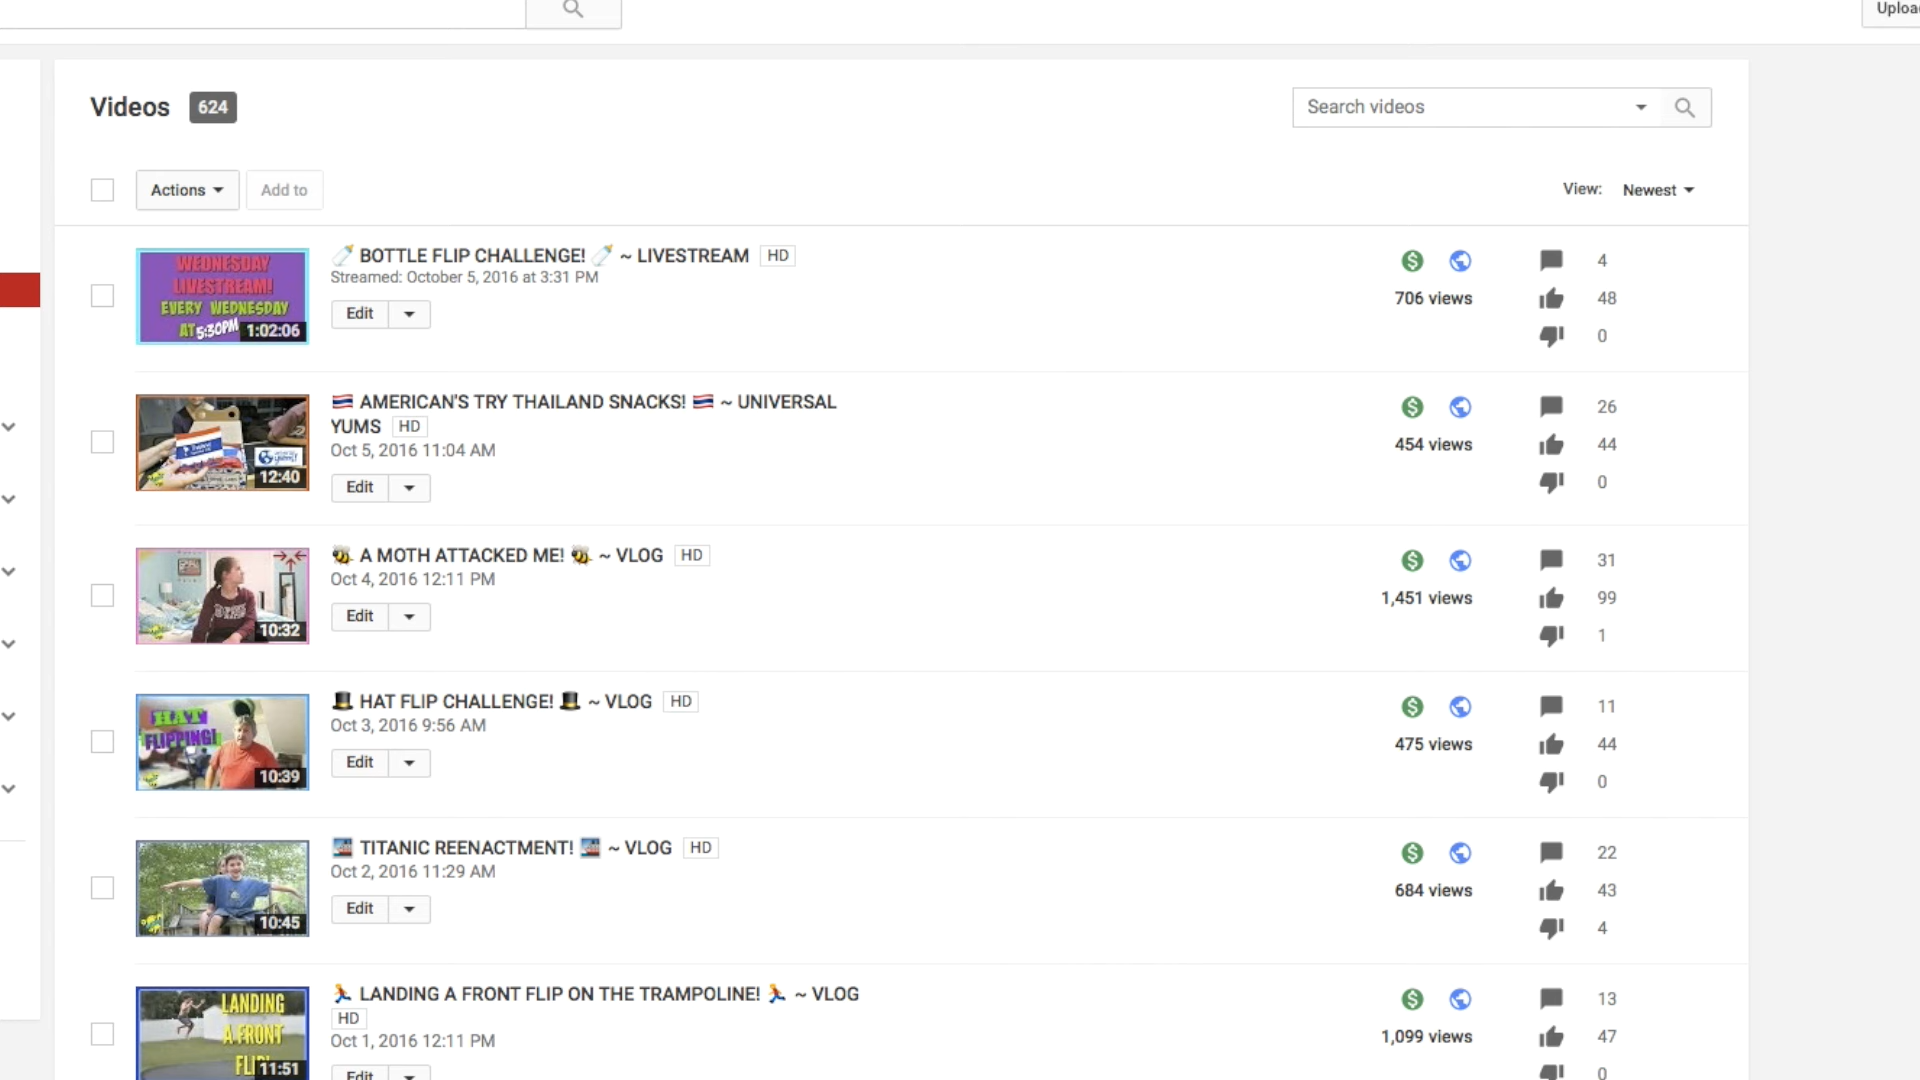 Uploa
Videos 624
Search videos
Actions
Add to
View: Newest
WEDNESDAY
LIVESTREAM!
EVERY WEDNESDAY
AT 5:30PM
1:02:06
BOTTLE FLIP CHALLENGE! ~ LIVESTREAM HD
Streamed: October 5, 2016 at 3:31 PM
Edit
706 views
4
48
0
12:40
AMERICAN'S TRY THAILAND SNACKS! ~ UNIVERSAL
YUMS HD
Oct 5, 2016 11:04 AM
Edit
454 views
26
44
0
10:32
A MOTH ATTACKED ME! ~ VLOG HD
Oct 4, 2016 12:11 PM
Edit
1,451 views
31
99
1
HAT
FLIPPING!
10:39
HAT FLIP CHALLENGE! ~ VLOG HD
Oct 3, 2016 9:56 AM
Edit
475 views
11
44
0
10:45
TITANIC REENACTMENT! ~ VLOG HD
Oct 2, 2016 11:29 AM
Edit
684 views
22
43
4
LANDING
A FRONT
FLIP!
11:51
LANDING A FRONT FLIP ON THE TRAMPOLINE! ~ VLOG
HD
Oct 1, 2016 12:11 PM
Edit
1,099 views
13
47
0